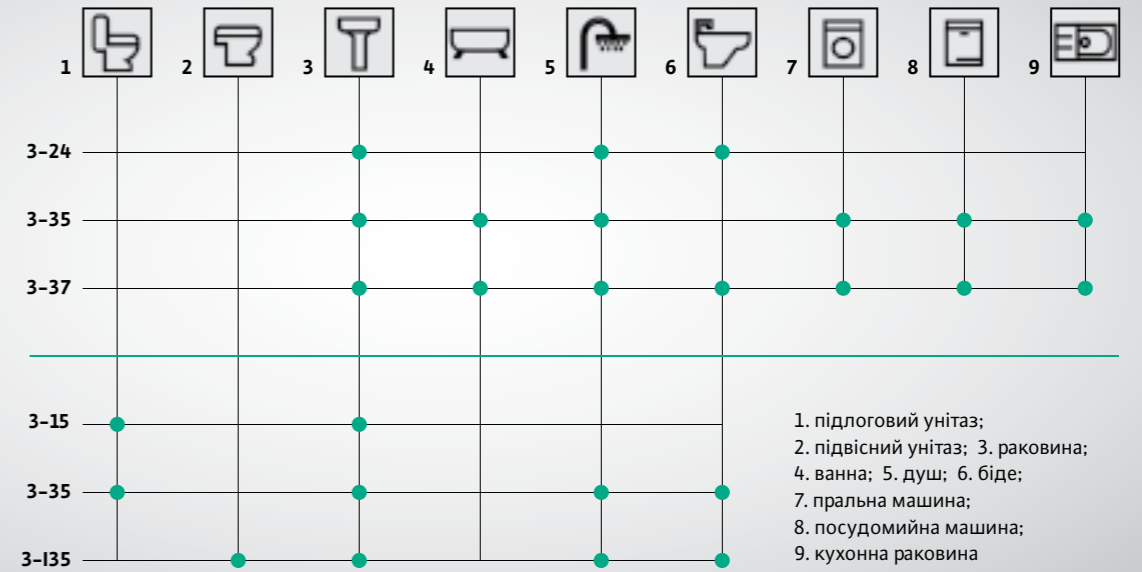 1 2 3 4 5 6 7 8 9
3–24
3–35
3–37
3–15
3–35
3–I35
1. підлоговий унітаз;
2. підвісний унітаз; 3. раковина;
4. ванна; 5. душ; 6. біде;
7. пральна машина;
8. посудомийна машина;
9. кухонна раковина